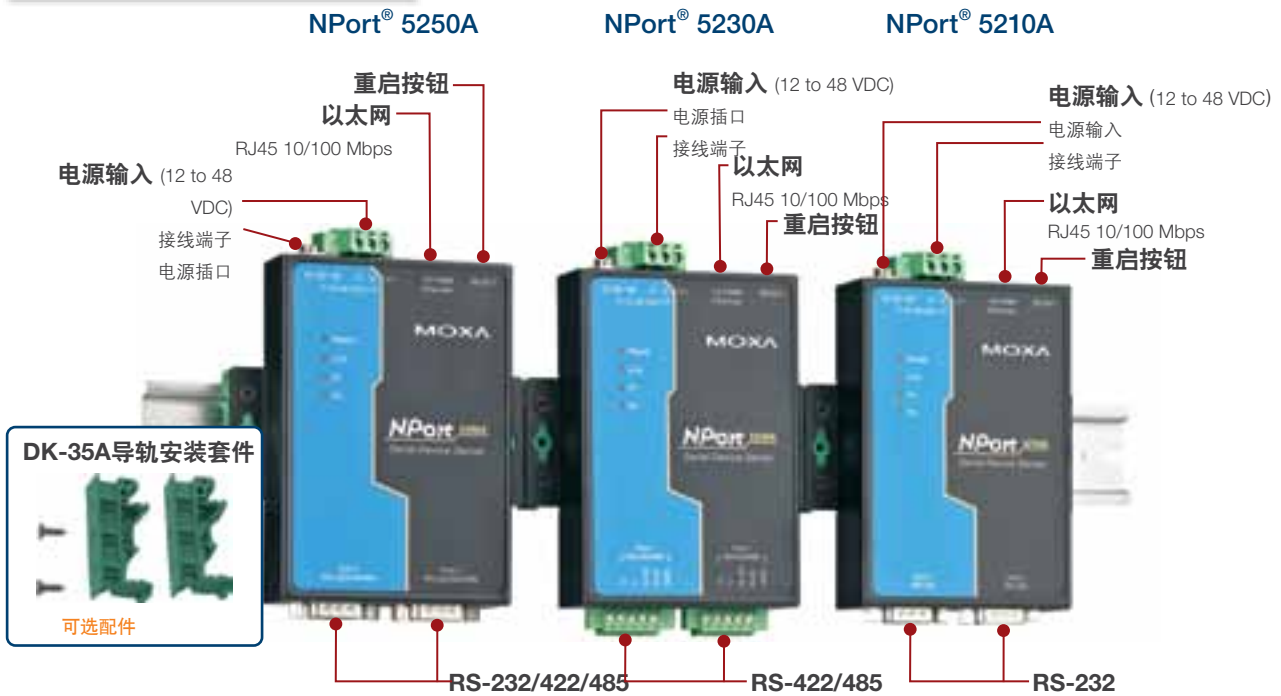 NPort® 5250A
NPort® 5230A
NPort® 5210A
重启按钮
以太网
RJ45 10/100 Mbps
电源输入 (12 to 48
VDC)
接线端子
电源插口
电源输入 (12 to 48 VDC)
电源插口
接线端子
以太网
RJ45 10/100 Mbps
重启按钮
电源输入 (12 to 48 VDC)
电源输入
接线端子
以太网
RJ45 10/100 Mbps
重启按钮
MOXA
MOXA
MOXA
NPort
NPort
NPort
DK-35A导轨安装套件
可选配件
RS-232/422/485
RS-422/485
RS-232